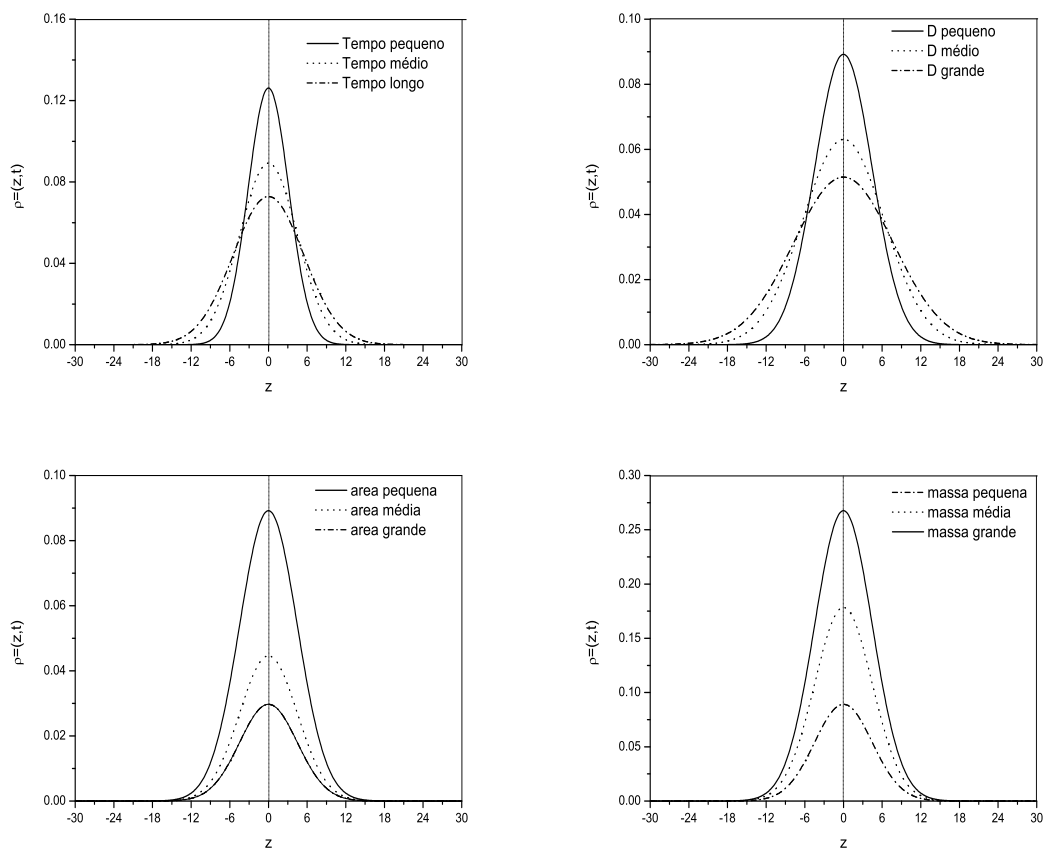 0.16
0.12
0.08
0.04
0.00
ρ=(z,t)
Tempo pequeno
Tempo médio
Tempo longo
-30 -24 -18 -12 -6 0 6 12 18 24 30
z
0.10
0.08
0.06
0.04
0.02
0.00
ρ=(z,t)
D pequeno
D médio
D grande
-30 -24 -18 -12 -6 0 6 12 18 24 30
z
0.10
0.08
0.06
0.04
0.02
0.00
ρ=(z,t)
area pequena
area média
area grande
-30 -24 -18 -12 -6 0 6 12 18 24 30
z
0.30
0.25
0.20
0.15
0.10
0.05
0.00
ρ=(z,t)
massa pequena
massa média
massa grande
-30 -24 -18 -12 -6 0 6 12 18 24 30
z